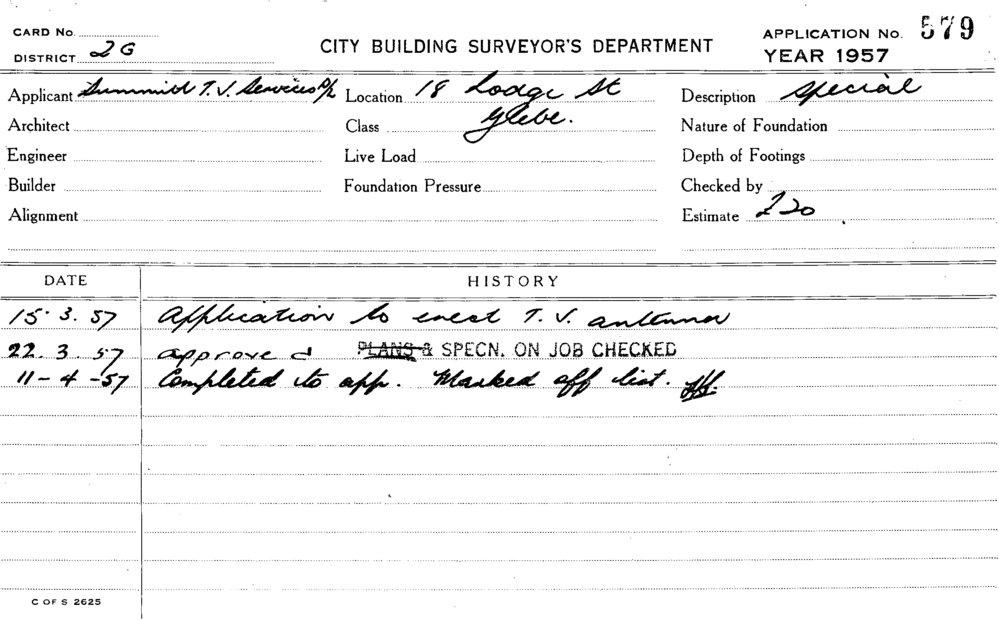 CARD No.
DISTRICT 2G
CITY BUILDING SURVEYOR'S DEPARTMENT
APPLICATION No. 579
YEAR 1957
Applicant Summit T.V. Services P/L Location 18 Lodge St Description Special
Architect Class Glebe. Nature of Foundation
Engineer Live Load Depth of Footings
Builder Foundation Pressure Checked by
Alignment Estimate £20
DATE HISTORY
15.3.57 Application to erect T.V. antenna
22.3.57 approved PLANS & SPECN. ON JOB CHECKED
11-4-57 Completed to app. Marked off list.
C OF S 2625